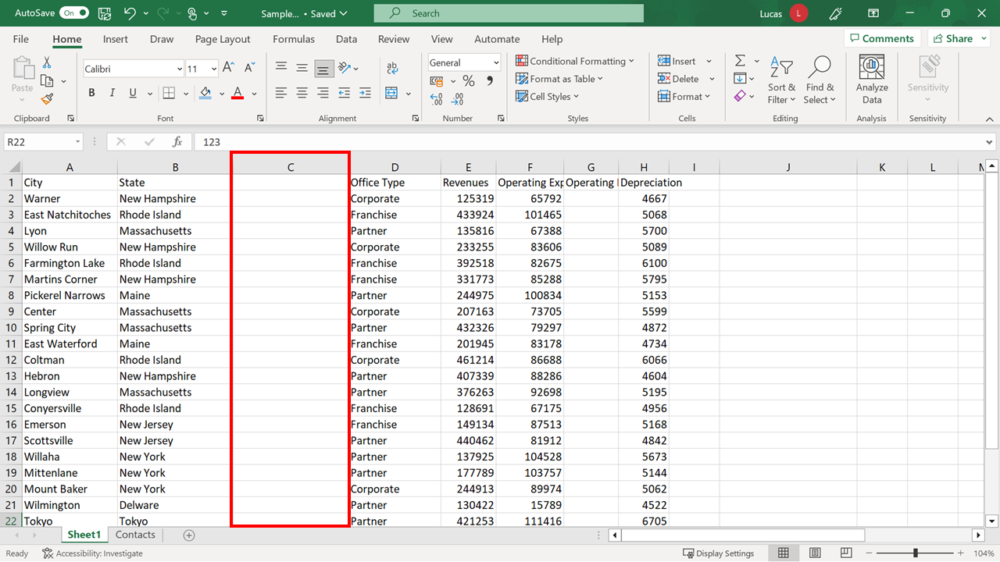 AutoSave On Sample... • Saved Search Lucas L
File Home Insert Draw Page Layout Formulas Data Review View Automate Help Comments Share
Calibri 11 General Conditional Formatting Insert
Paste Format as Table Delete Sort & Filter Find & Select Analyze Data Sensitivity
B I U A % Cell Styles Format
Clipboard Font Alignment Number Styles Cells Editing Analysis Sensitivity
R22 fx 123
A B C D E F G H I J K L M
1 City State Office Type Revenues Operating Exp Operating Depreciation
2 Warner New Hampshire Corporate 125319 65792 4667
3 East Natchitoches Rhode Island Franchise 433924 101465 5068
4 Lyon Massachusetts Partner 135816 67388 5700
5 Willow Run New Hampshire Corporate 233255 83606 5089
6 Farmington Lake Rhode Island Franchise 392518 82675 6100
7 Martins Corner New Hampshire Franchise 331773 85288 5795
8 Pickerel Narrows Maine Partner 244975 100834 5153
9 Center Massachusetts Corporate 207163 73705 5599
10 Spring City Massachusetts Partner 432326 79297 4872
11 East Waterford Maine Franchise 201945 83178 4734
12 Coltman Rhode Island Corporate 461214 86688 6066
13 Hebron New Hampshire Partner 407339 88286 4604
14 Longview Massachusetts Partner 376263 92698 5195
15 Conyersville Rhode Island Franchise 128691 67175 4956
16 Emerson New Jersey Franchise 149134 87513 5168
17 Scottsville New Jersey Partner 440462 81912 4842
18 Willaha New York Partner 137925 104528 5673
19 Mittenlane New York Partner 177789 103757 5144
20 Mount Baker New York Corporate 244913 89974 5062
21 Wilmington Delware Partner 130422 15789 4522
22 Tokyo Tokyo Partner 421253 111416 6705
Sheet1 Contacts
Ready Accessibility: Investigate Display Settings 104%